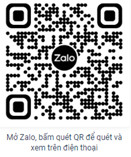 Zalo
Mở Zalo, bấm quét QR để quét và
xem trên điện thoại